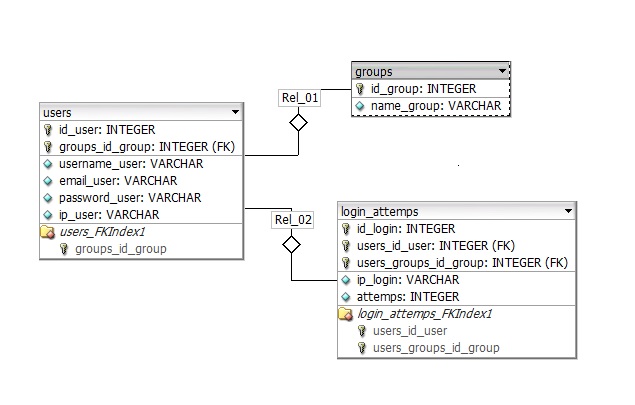 groups
id_group: INTEGER
name_group: VARCHAR
Rel_01
users
id_user: INTEGER
groups_id_group: INTEGER (FK)
username_user: VARCHAR
email_user: VARCHAR
password_user: VARCHAR
ip_user: VARCHAR
users_FKIndex1
groups_id_group
Rel_02
login_attemps
id_login: INTEGER
users_id_user: INTEGER (FK)
users_groups_id_group: INTEGER (FK)
ip_login: VARCHAR
attemps: INTEGER
login_attemps_FKIndex1
users_id_user
users_groups_id_group